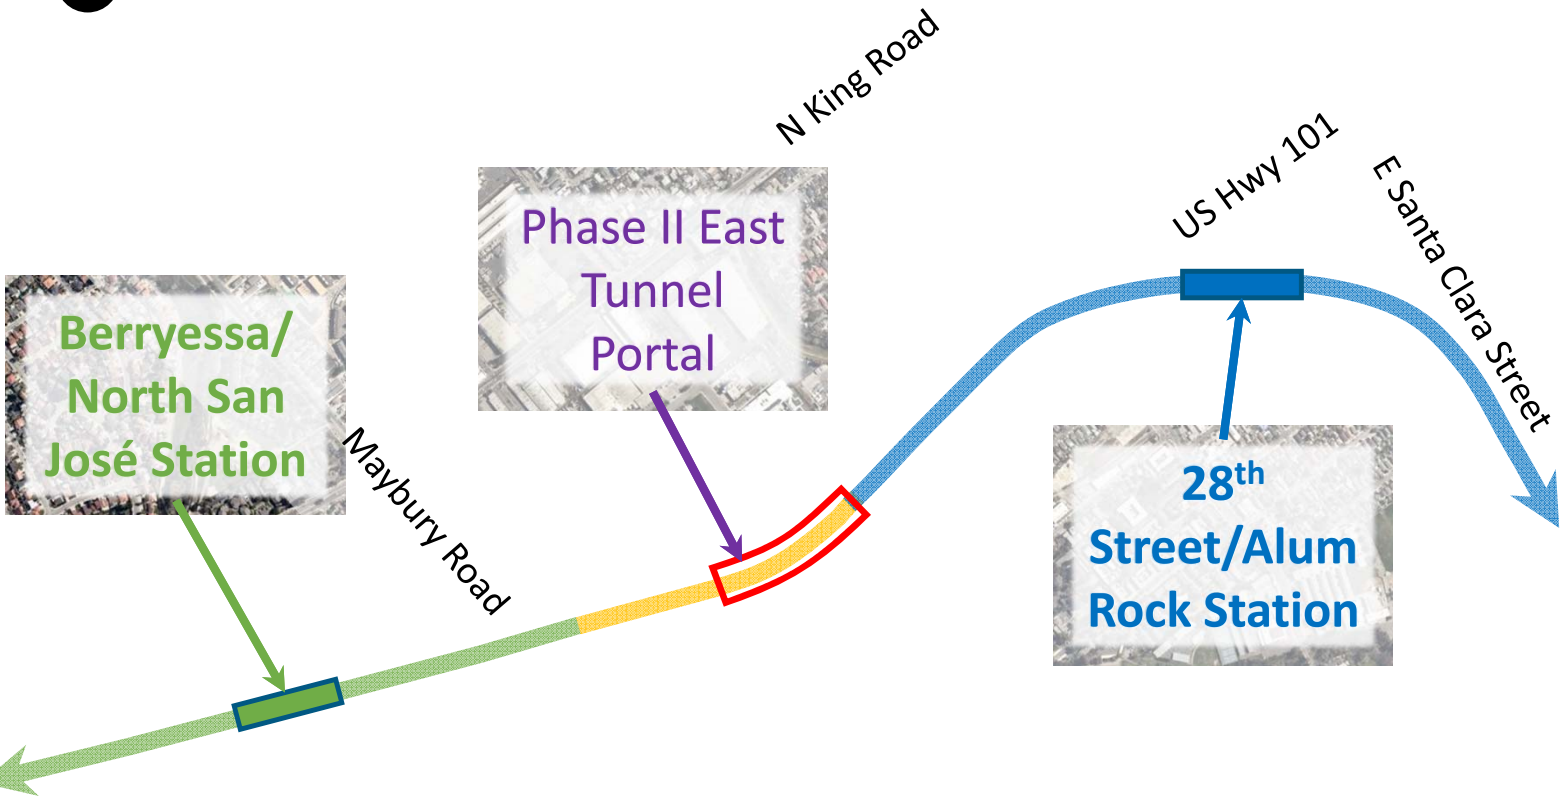 N King Road
US Hwy 101
E Santa Clara Street
Phase II East
Tunnel
Portal
Berryessa/
North San
José Station
Maybury Road
28th
Street/Alum
Rock Station